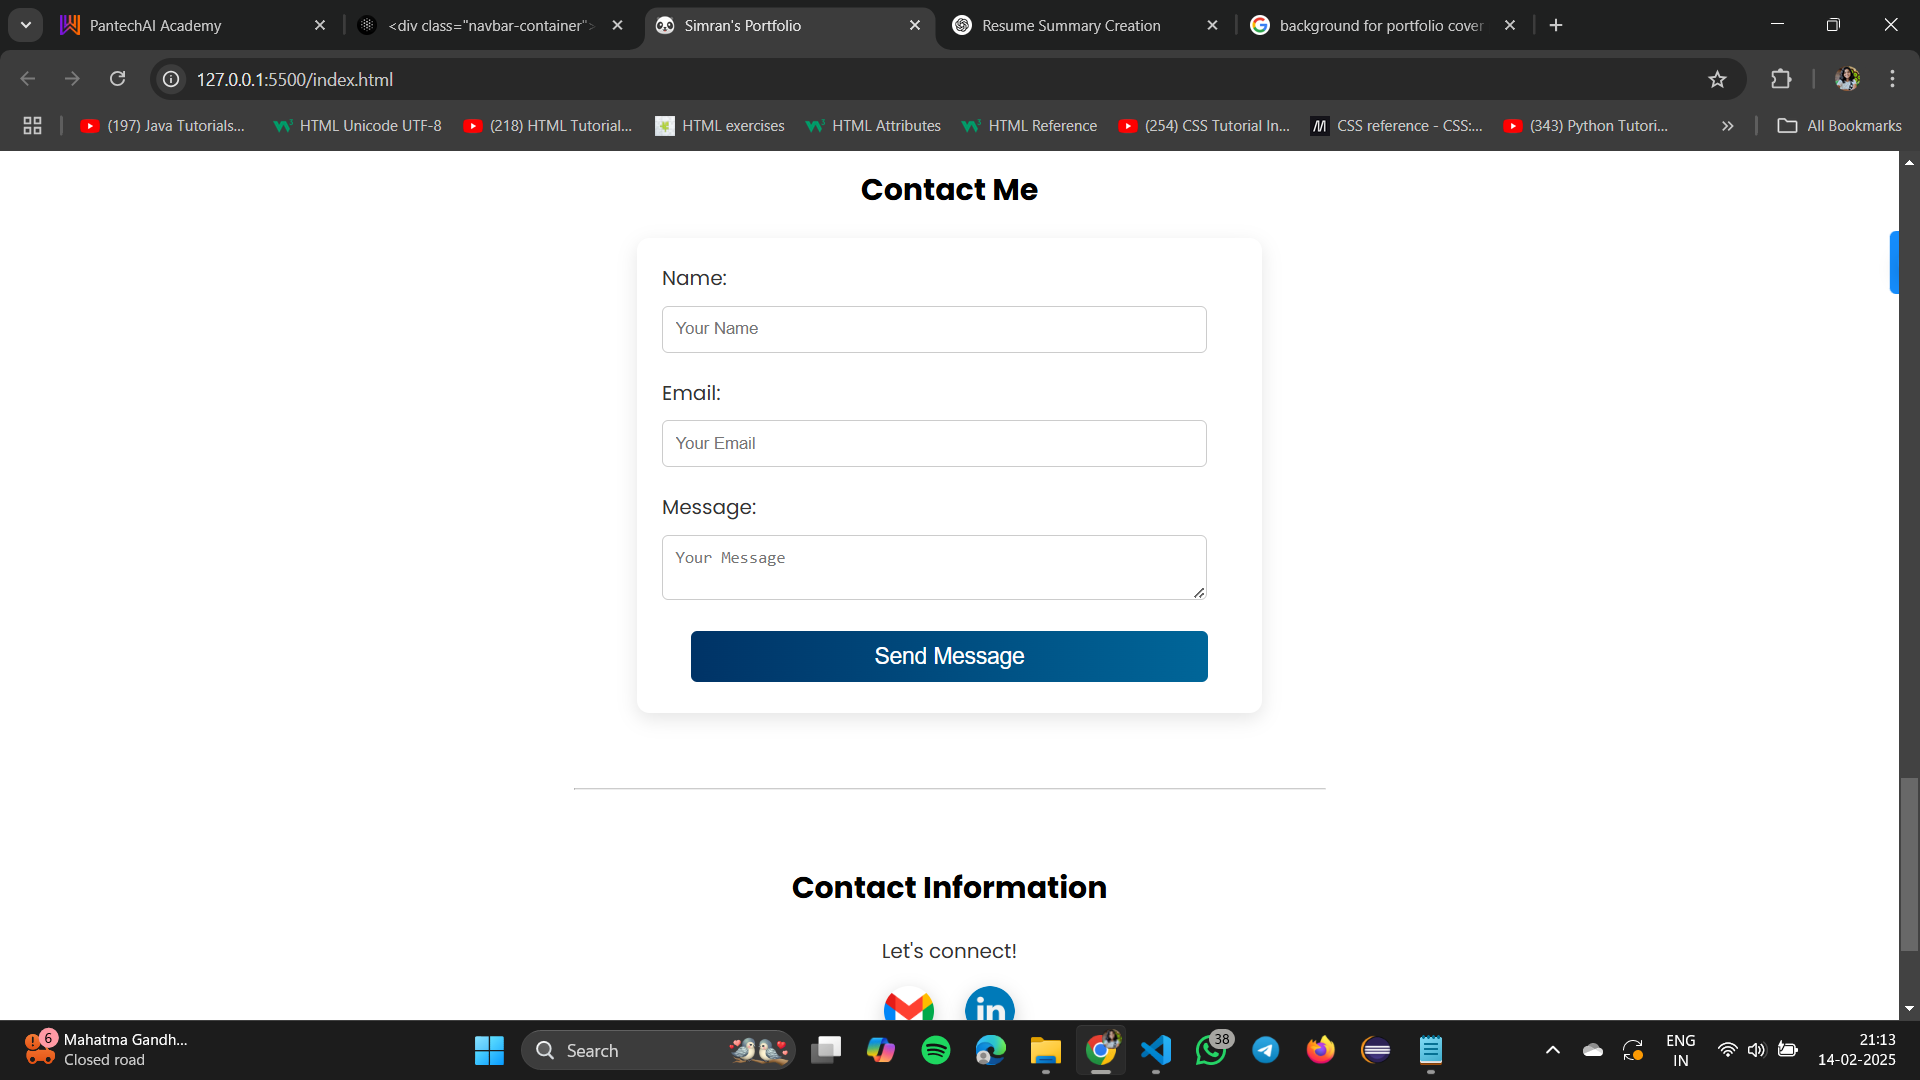 PantechAI Academy
<div class="navbar-container">
Simran's Portfolio
Resume Summary Creation
background for portfolio cover
127.0.0.1:5500/index.html
(197) Java Tutorials...
HTML Unicode UTF-8
(218) HTML Tutorial...
HTML exercises
HTML Attributes
HTML Reference
(254) CSS Tutorial In...
CSS reference - CSS:...
(343) Python Tutori...
All Bookmarks
Contact Me
Name:
Your Name
Email:
Your Email
Message:
Your Message
Send Message
Contact Information
Let's connect!
in
6
Mahatma Gandh...
Closed road
Search
38
ENG
IN
21:13
14-02-2025